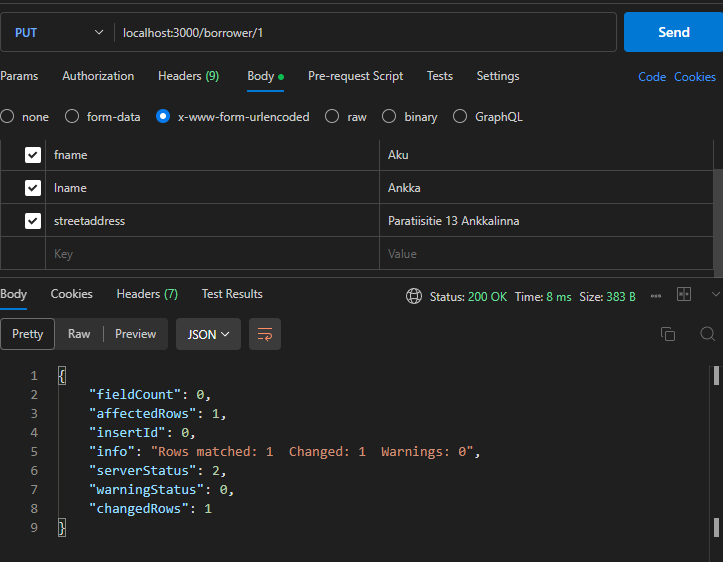 PUT localhost:3000/borrower/1 Send
Params Authorization Headers (9) Body Pre-request Script Tests Settings Code Cookies
none form-data x-www-form-urlencoded raw binary GraphQL
fname Aku
lname Ankka
streetaddress Paratiisitie 13 Ankkalinna
Key Value
Body Cookies Headers (7) Test Results Status: 200 OK Time: 8 ms Size: 383 B
Pretty Raw Preview JSON
1 {
2 "fieldCount": 0,
3 "affectedRows": 1,
4 "insertId": 0,
5 "info": "Rows matched: 1  Changed: 1  Warnings: 0",
6 "serverStatus": 2,
7 "warningStatus": 0,
8 "changedRows": 1
9 }